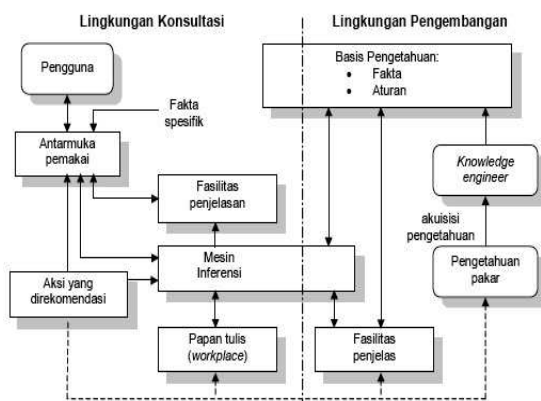 Lingkungan Konsultasi
Lingkungan Pengembangan
Pengguna
Basis Pengetahuan:
• Fakta
• Aturan
Fakta
spesifik
Antarmuka
pemakai
Knowledge
engineer
Fasilitas
penjelasan
akuisisi
pengetahuan
Mesin
Inferensi
Pengetahuan
pakar
Aksi yang
direkomendasi
Papan tulis
(workplace)
Fasilitas
penjelas